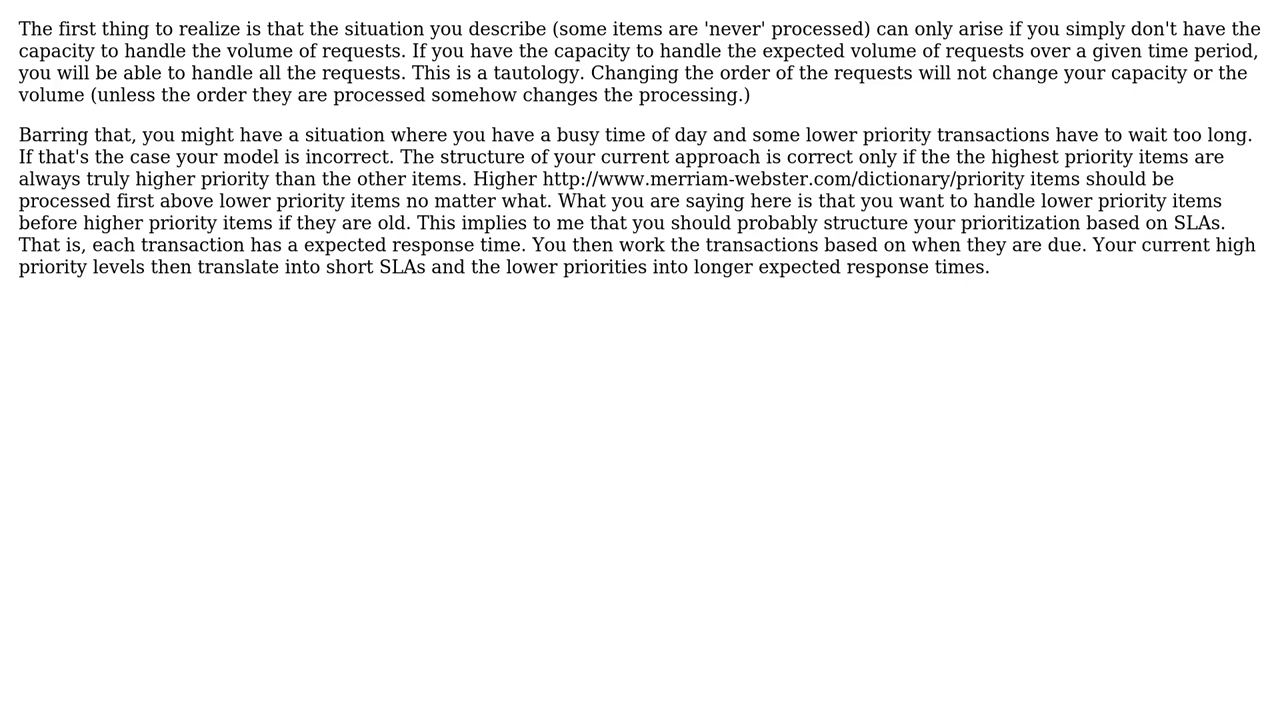 The first thing to realize is that the situation you describe (some items are 'never' processed) can only arise if you simply don't have the
capacity to handle the volume of requests. If you have the capacity to handle the expected volume of requests over a given time period,
you will be able to handle all the requests. This is a tautology. Changing the order of the requests will not change your capacity or the
volume (unless the order they are processed somehow changes the processing.)
Barring that, you might have a situation where you have a busy time of day and some lower priority transactions have to wait too long.
If that's the case your model is incorrect. The structure of your current approach is correct only if the the highest priority items are
always truly higher priority than the other items. Higher http://www.merriam-webster.com/dictionary/priority items should be
processed first above lower priority items no matter what. What you are saying here is that you want to handle lower priority items
before higher priority items if they are old. This implies to me that you should probably structure your prioritization based on SLAs.
That is, each transaction has a expected response time. You then work the transactions based on when they are due. Your current high
priority levels then translate into short SLAs and the lower priorities into longer expected response times.